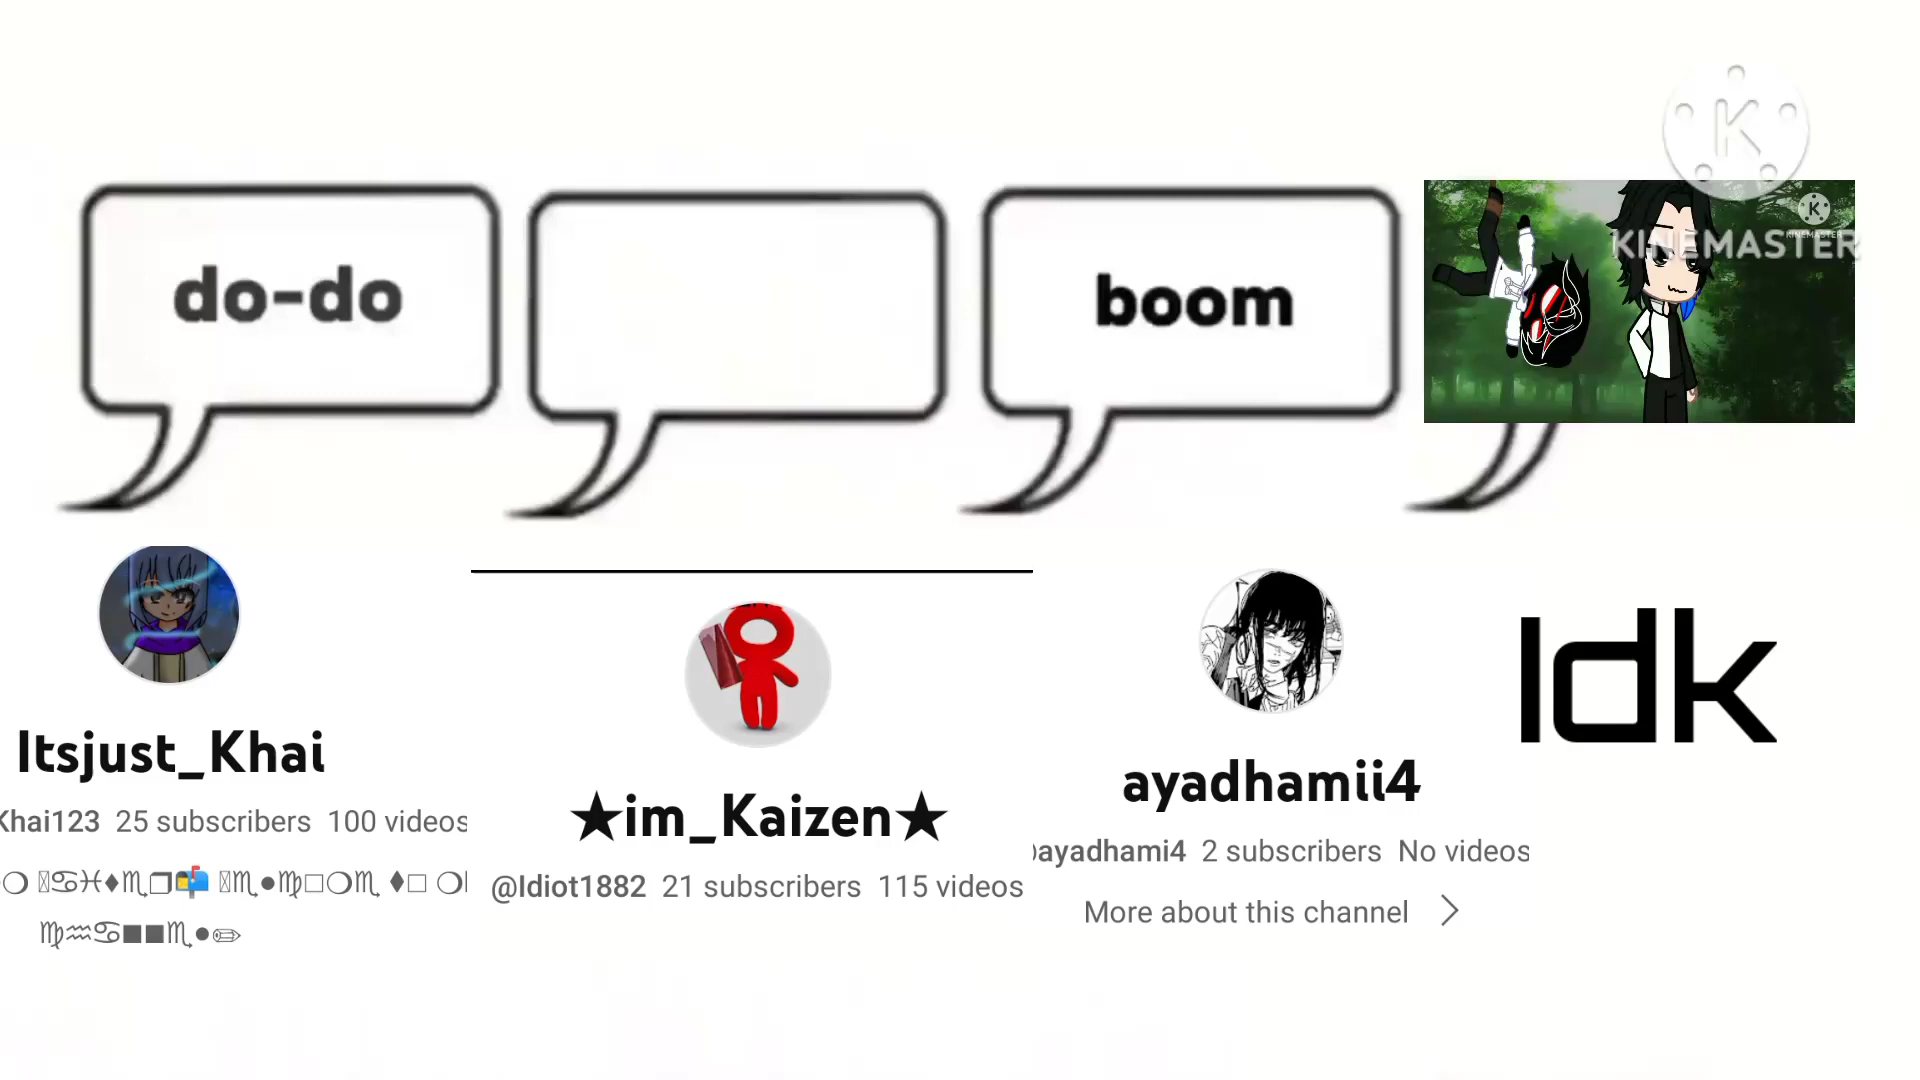 do-do
boom
KINEMASTER
KINEMASTER
Itsjust_Khai
Khai123 25 subscribers 100 videos
★im_Kaizen★
@Idiot1882 21 subscribers 115 videos
ayadhamii4
ayadhami4 2 subscribers No videos
More about this channel
Idk